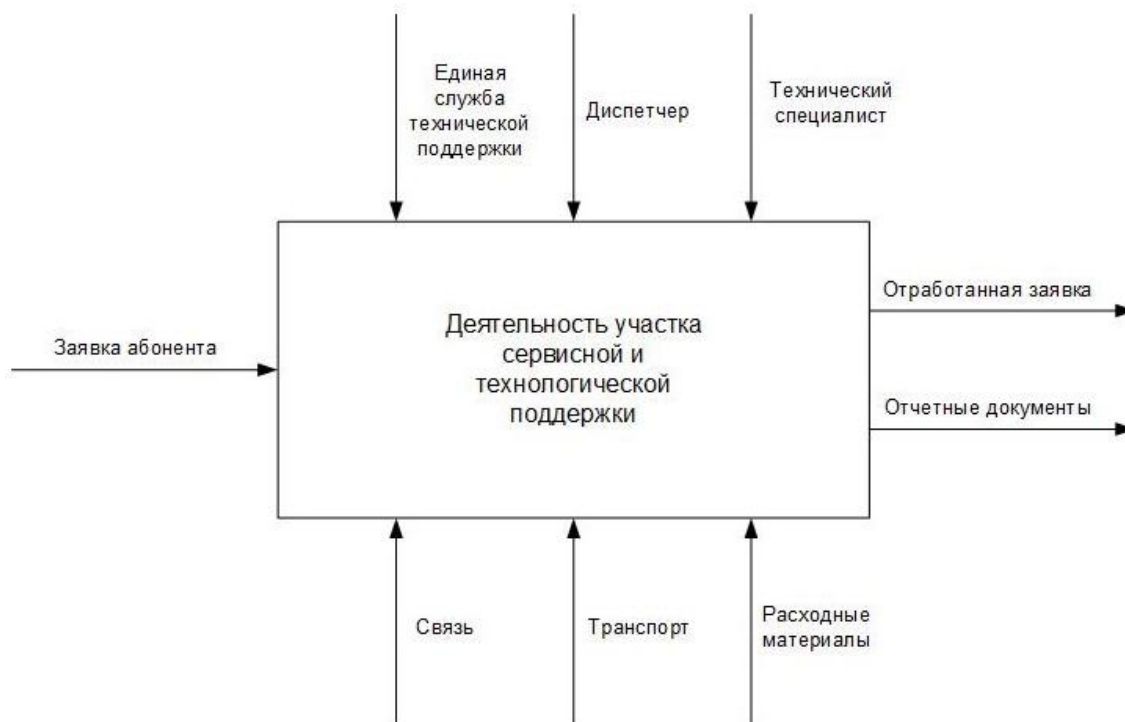 Единая
служба
технической
поддержки
Диспетчер
Технический
специалист
Заявка абонента
Деятельность участка
сервисной и
технологической
поддержки
Отработанная заявка
Отчетные документы
Связь
Транспорт
Расходные
материалы